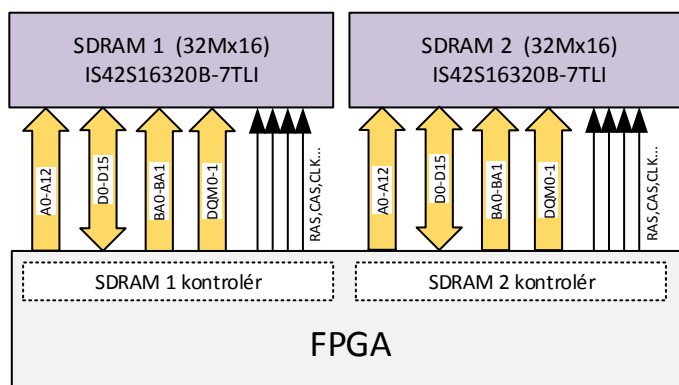 SDRAM 1 (32Mx16)
IS42S16320B-7TLI
SDRAM 2 (32Mx16)
IS42S16320B-7TLI
A0-A12
D0-D15
BA0-BA1
DQM0-1
RAS,CAS,CLK...
A0-A12
D0-D15
BA0-BA1
DQM0-1
RAS,CAS,CLK...
SDRAM 1 kontrolér
SDRAM 2 kontrolér
FPGA